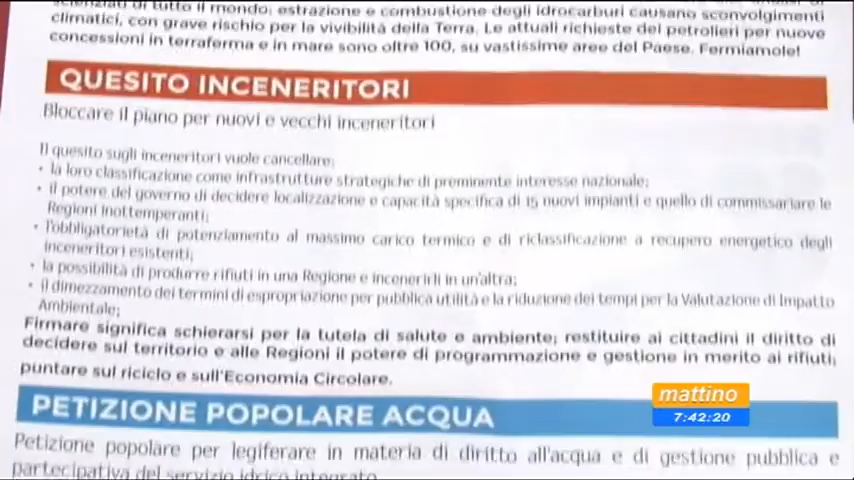 scienziati di tutto il mondo: estrazione e combustione degli idrocarburi causano sconvolgimenti
climatici, con grave rischio per la vivibilità della Terra. Le attuali richieste dei petrolieri per nuove
concessioni in terraferma e in mare sono oltre 100, su vastissime aree del Paese. Fermiamole!
QUESITO INCENERITORI
Bloccare il piano per nuovi e vecchi inceneritori
Il quesito sugli inceneritori vuole cancellare:
• la loro classificazione come infrastrutture strategiche di preminente interesse nazionale;
• il potere del governo di decidere localizzazione e capacità specifica di 15 nuovi impianti e quello di commissariare le
Regioni inottemperanti;
• l'obbligatorietà di potenziamento al massimo carico termico e di riclassificazione a recupero energetico degli
inceneritori esistenti;
• la possibilità di produrre rifiuti in una Regione e incenerirli in un'altra;
• il dimezzamento dei termini di espropriazione per pubblica utilità e la riduzione dei tempi per la Valutazione di Impatto
Ambientale;
Firmare significa schierarsi per la tutela di salute e ambiente; restituire ai cittadini il diritto di
decidere sul territorio e alle Regioni il potere di programmazione e gestione in merito ai rifiuti;
puntare sul riciclo e sull'Economia Circolare.
mattino
7:42:20
PETIZIONE POPOLARE ACQUA
Petizione popolare per legiferare in materia di diritto all'acqua e di gestione pubblica e
partecipativa del servizio idrico integrato